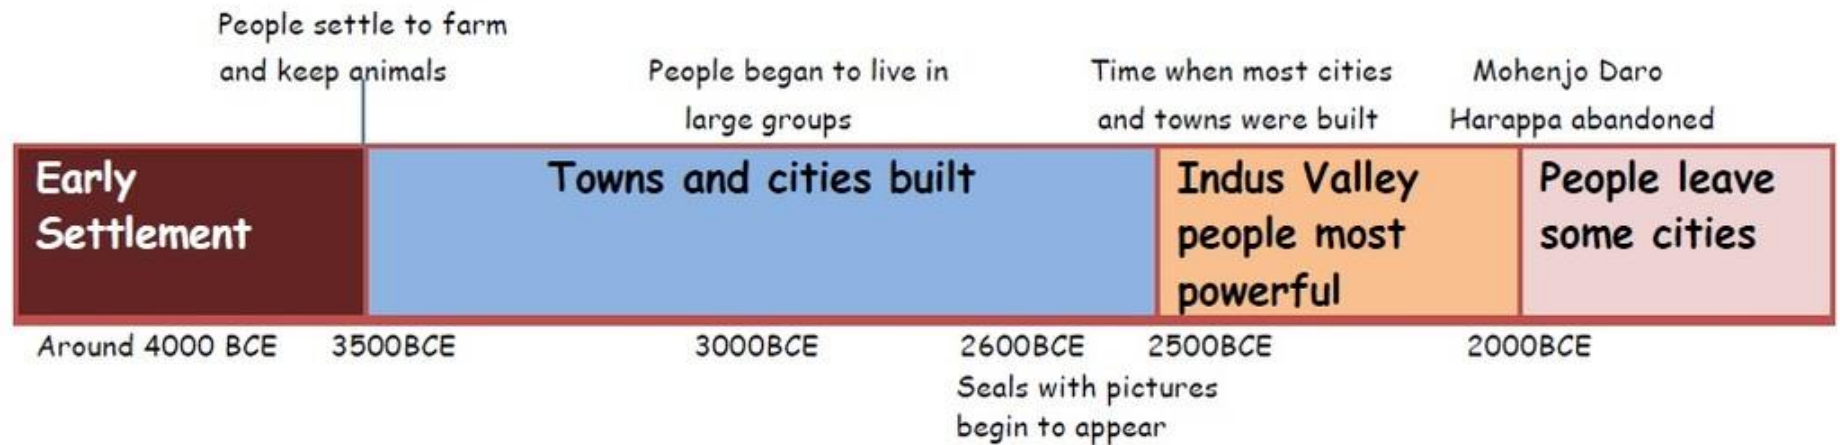 People settle to farm
and keep animals
People began to live in
large groups
Time when most cities
and towns were built
Mohenjo Daro
Harappa abandoned
Early
Settlement
Towns and cities built
Indus Valley
people most
powerful
People leave
some cities
Around 4000 BCE
3500BCE
3000BCE
2600BCE
2500BCE
2000BCE
Seals with pictures
begin to appear